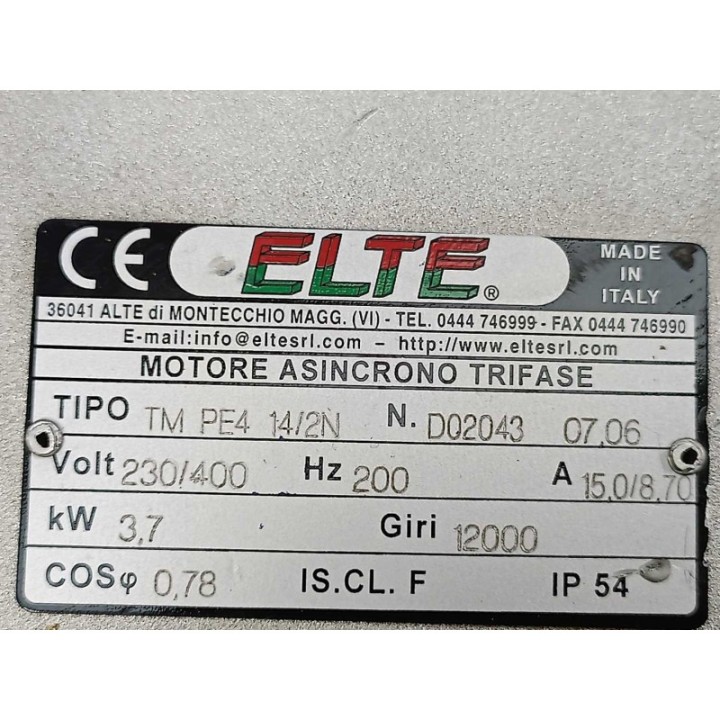 CE ELTE ® MADE IN ITALY
36041 ALTE di MONTECCHIO MAGG. (VI) - TEL. 0444 746999 - FAX 0444 746990
E-mail:info@eltesrl.com - http://www.eltesrl.com
MOTORE ASINCRONO TRIFASE
TIPO TM PE4 14/2N N. D02043 07,06
Volt 230/400 Hz 200 A 15,0/8,70
kW 3,7 Giri 12000
COSφ 0,78 IS.CL. F IP 54